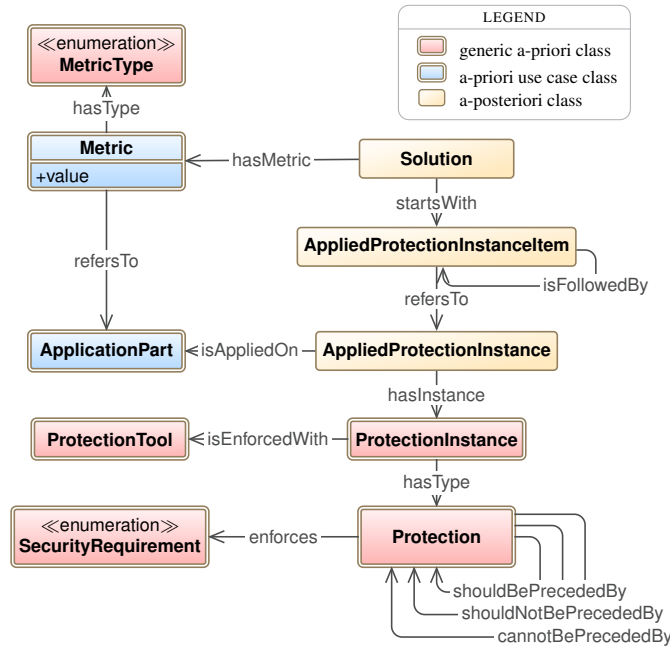 LEGEND
generic a-priori class
a-priori use case class
a-posteriori class
≪enumeration≫
MetricType
hasType
Metric
+value
hasMetric
Solution
startsWith
AppliedProtectionInstanceItem
isFollowedBy
refersTo
refersTo
ApplicationPart
isAppliedOn
AppliedProtectionInstance
hasInstance
ProtectionTool
isEnforcedWith
ProtectionInstance
hasType
≪enumeration≫
SecurityRequirement
enforces
Protection
shouldBePrecededBy
shouldNotBePrecededBy
cannotBePrecededBy